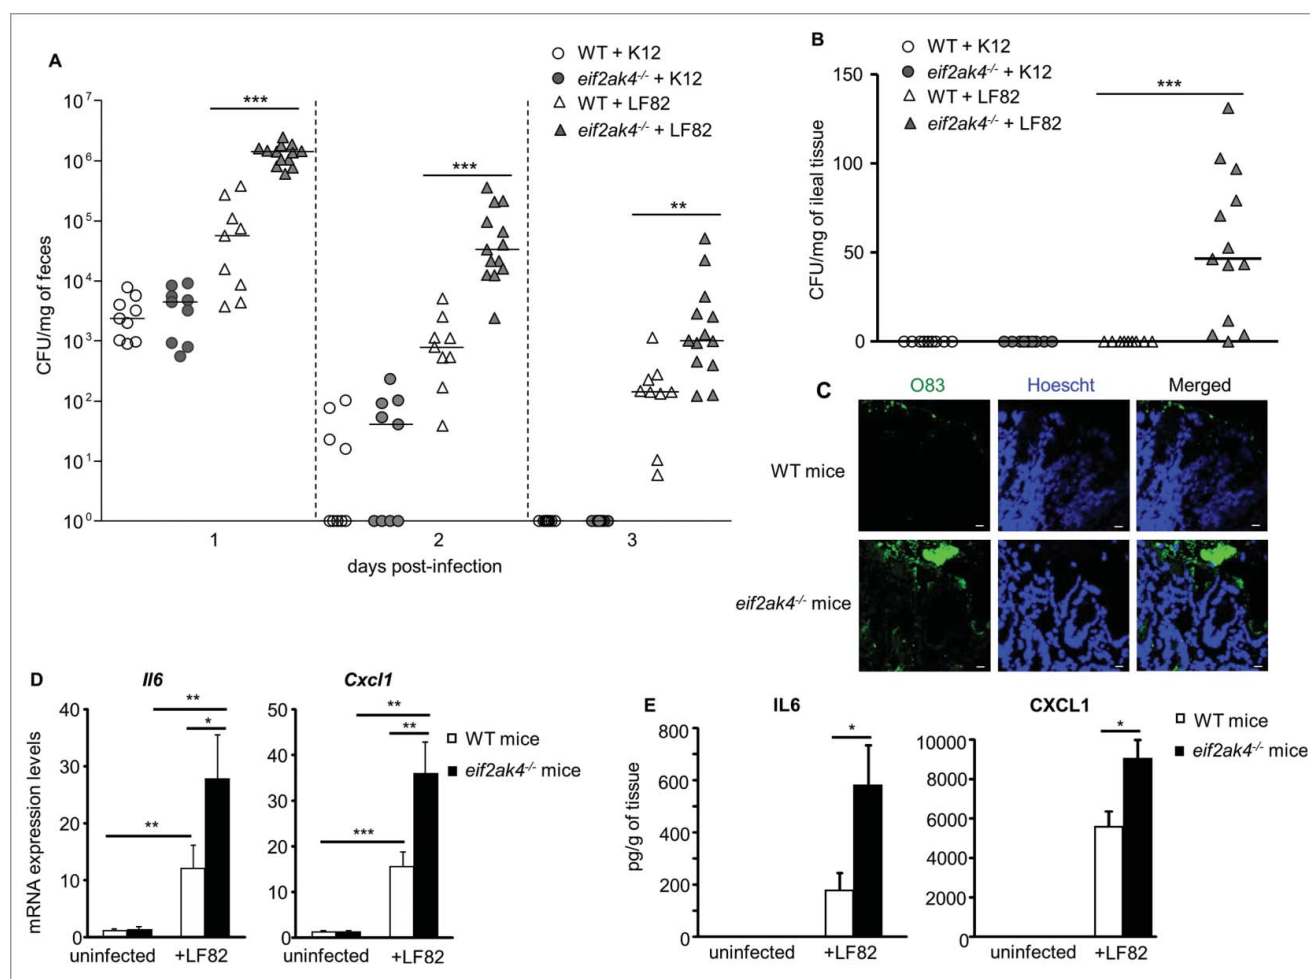 A
WT + K12
eif2ak4-/- + K12
WT + LF82
eif2ak4-/- + LF82
CFU/mg of feces
10⁷
10⁶
10⁵
10⁴
10³
10²
10¹
10⁰
***
***
**
1 2 3
days post-infection
B
WT + K12
eif2ak4-/- + K12
WT + LF82
eif2ak4-/- + LF82
CFU/mg of ileal tissue
150
100
50
0
***
C
O83 Hoescht Merged
WT mice
eif2ak4-/- mice
D
Il6
mRNA expression levels
40
30
20
10
0
**
*
**
uninfected +LF82
Cxcl1
50
40
30
20
10
0
**
**
***
uninfected +LF82
WT mice
eif2ak4-/- mice
E
IL6
pg/g of tissue
800
600
400
200
0
*
uninfected +LF82
CXCL1
10000
8000
6000
4000
2000
0
*
uninfected +LF82
WT mice
eif2ak4-/- mice